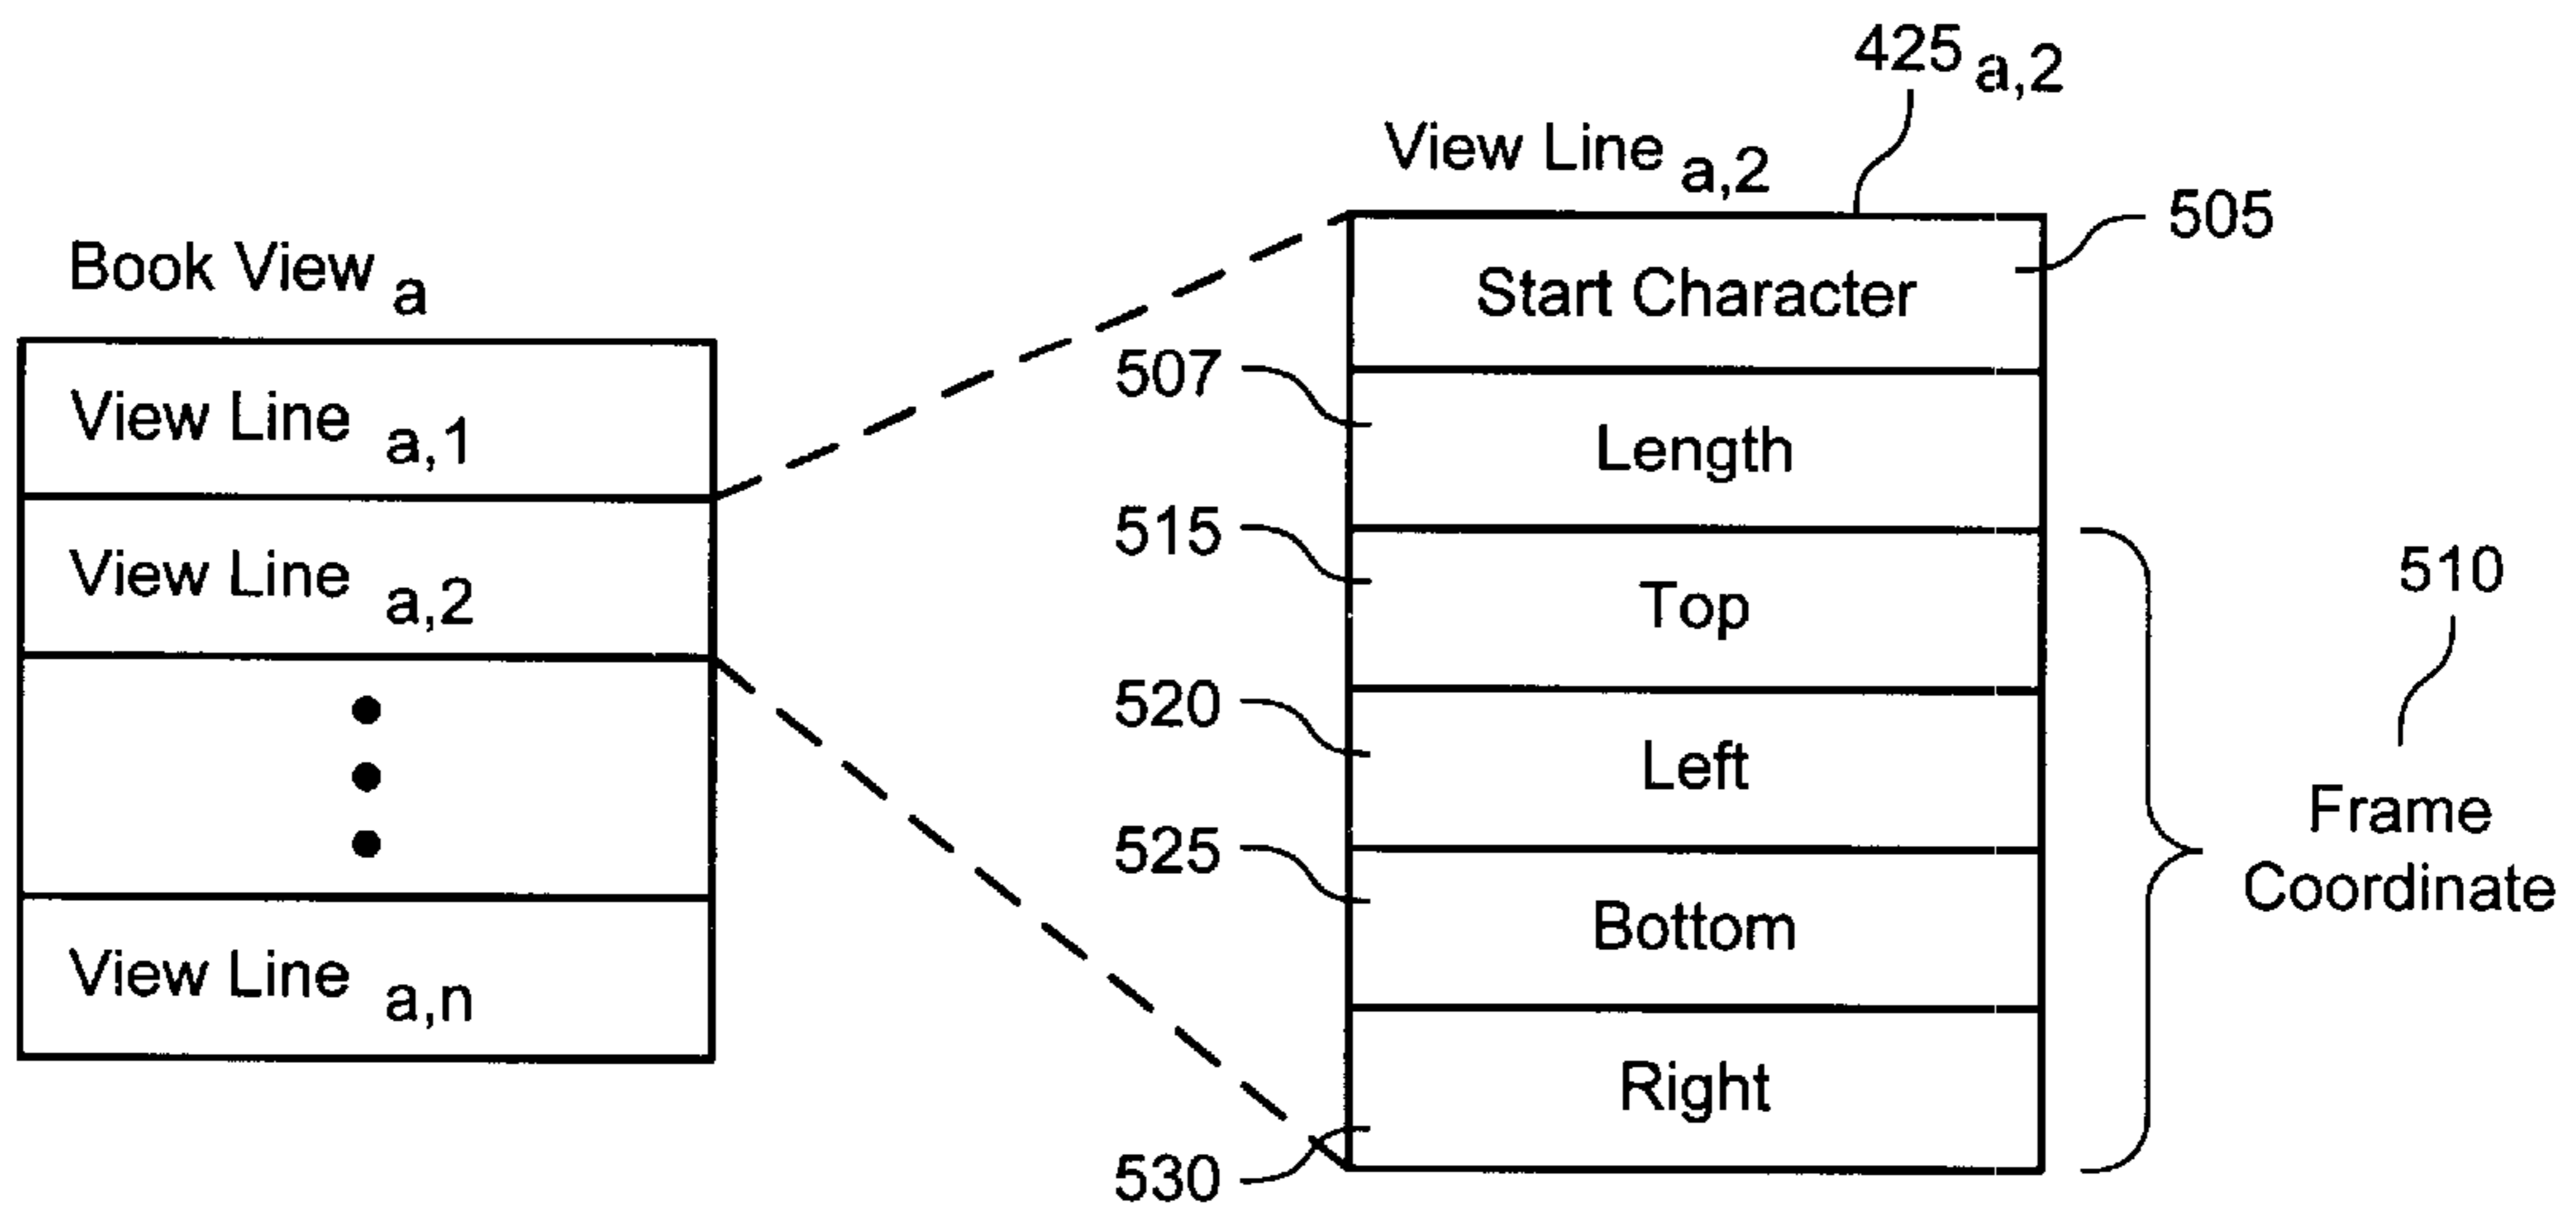 425 a,2
View Line a,2
505
Book View a
Start Character
View Line a,1
507
Length
View Line a,2
515
Top
510
520
Left
Frame
Coordinate
525
Bottom
View Line a,n
Right
530